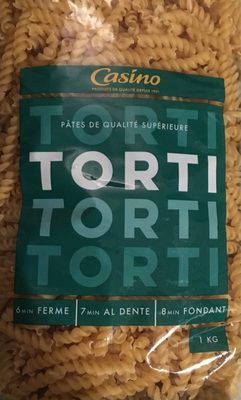 Casino
PRODUITS DE QUALITÉ DEPUIS 1901
TORTI
PÂTES DE QUALITÉ SUPÉRIEURE
TORTI
TORTI
TORTI
6 MIN FERME 7 MIN AL DENTE 8 MIN FONDANT
1 KG